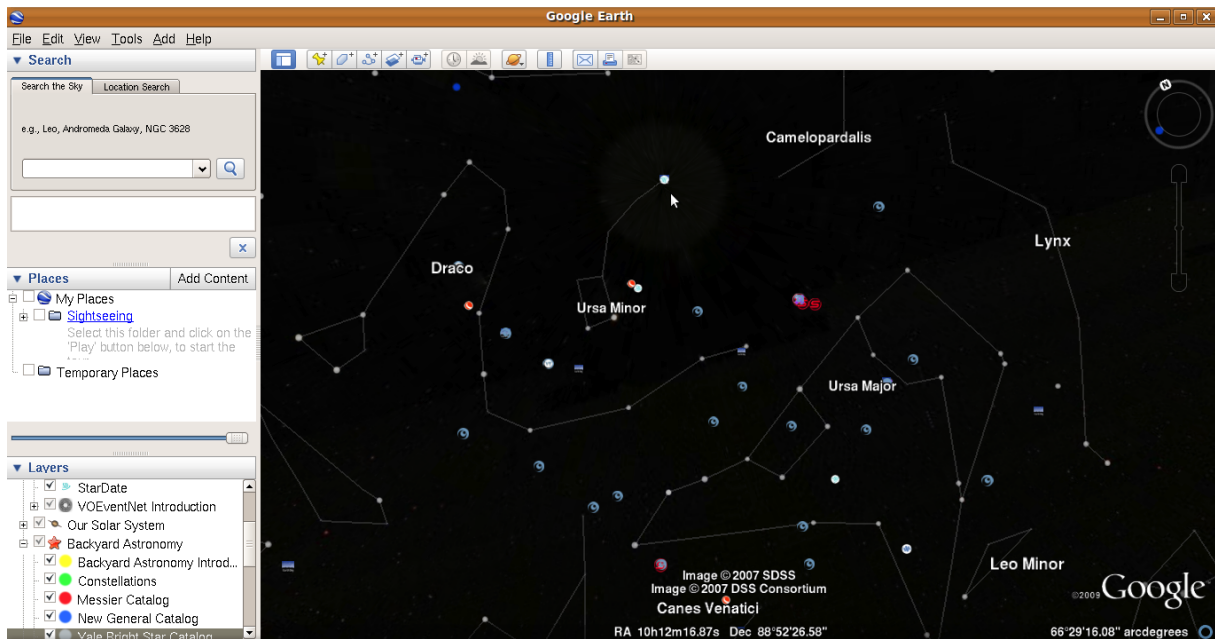 Google Earth
File Edit View Tools Add Help
Search
Search the Sky Location Search
e.g., Leo, Andromeda Galaxy, NGC 3628
Places Add Content
My Places
Sightseeing
Select this folder and click on the
'Play' button below, to start the
Temporary Places
Layers
StarDate
VOEventNet Introduction
Our Solar System
Backyard Astronomy
Backyard Astronomy Introd...
Constellations
Messier Catalog
New General Catalog
Yale Bright Star Catalog
N
Camelopardalis
Lynx
Draco
Ursa Minor
Ursa Major
Leo Minor
Image © 2007 SDSS
Image © 2007 DSS Consortium
Canes Venatici
©2009 Google
RA 10h12m16.87s Dec 88°52'26.58"
66°29'16.08" arcdegrees